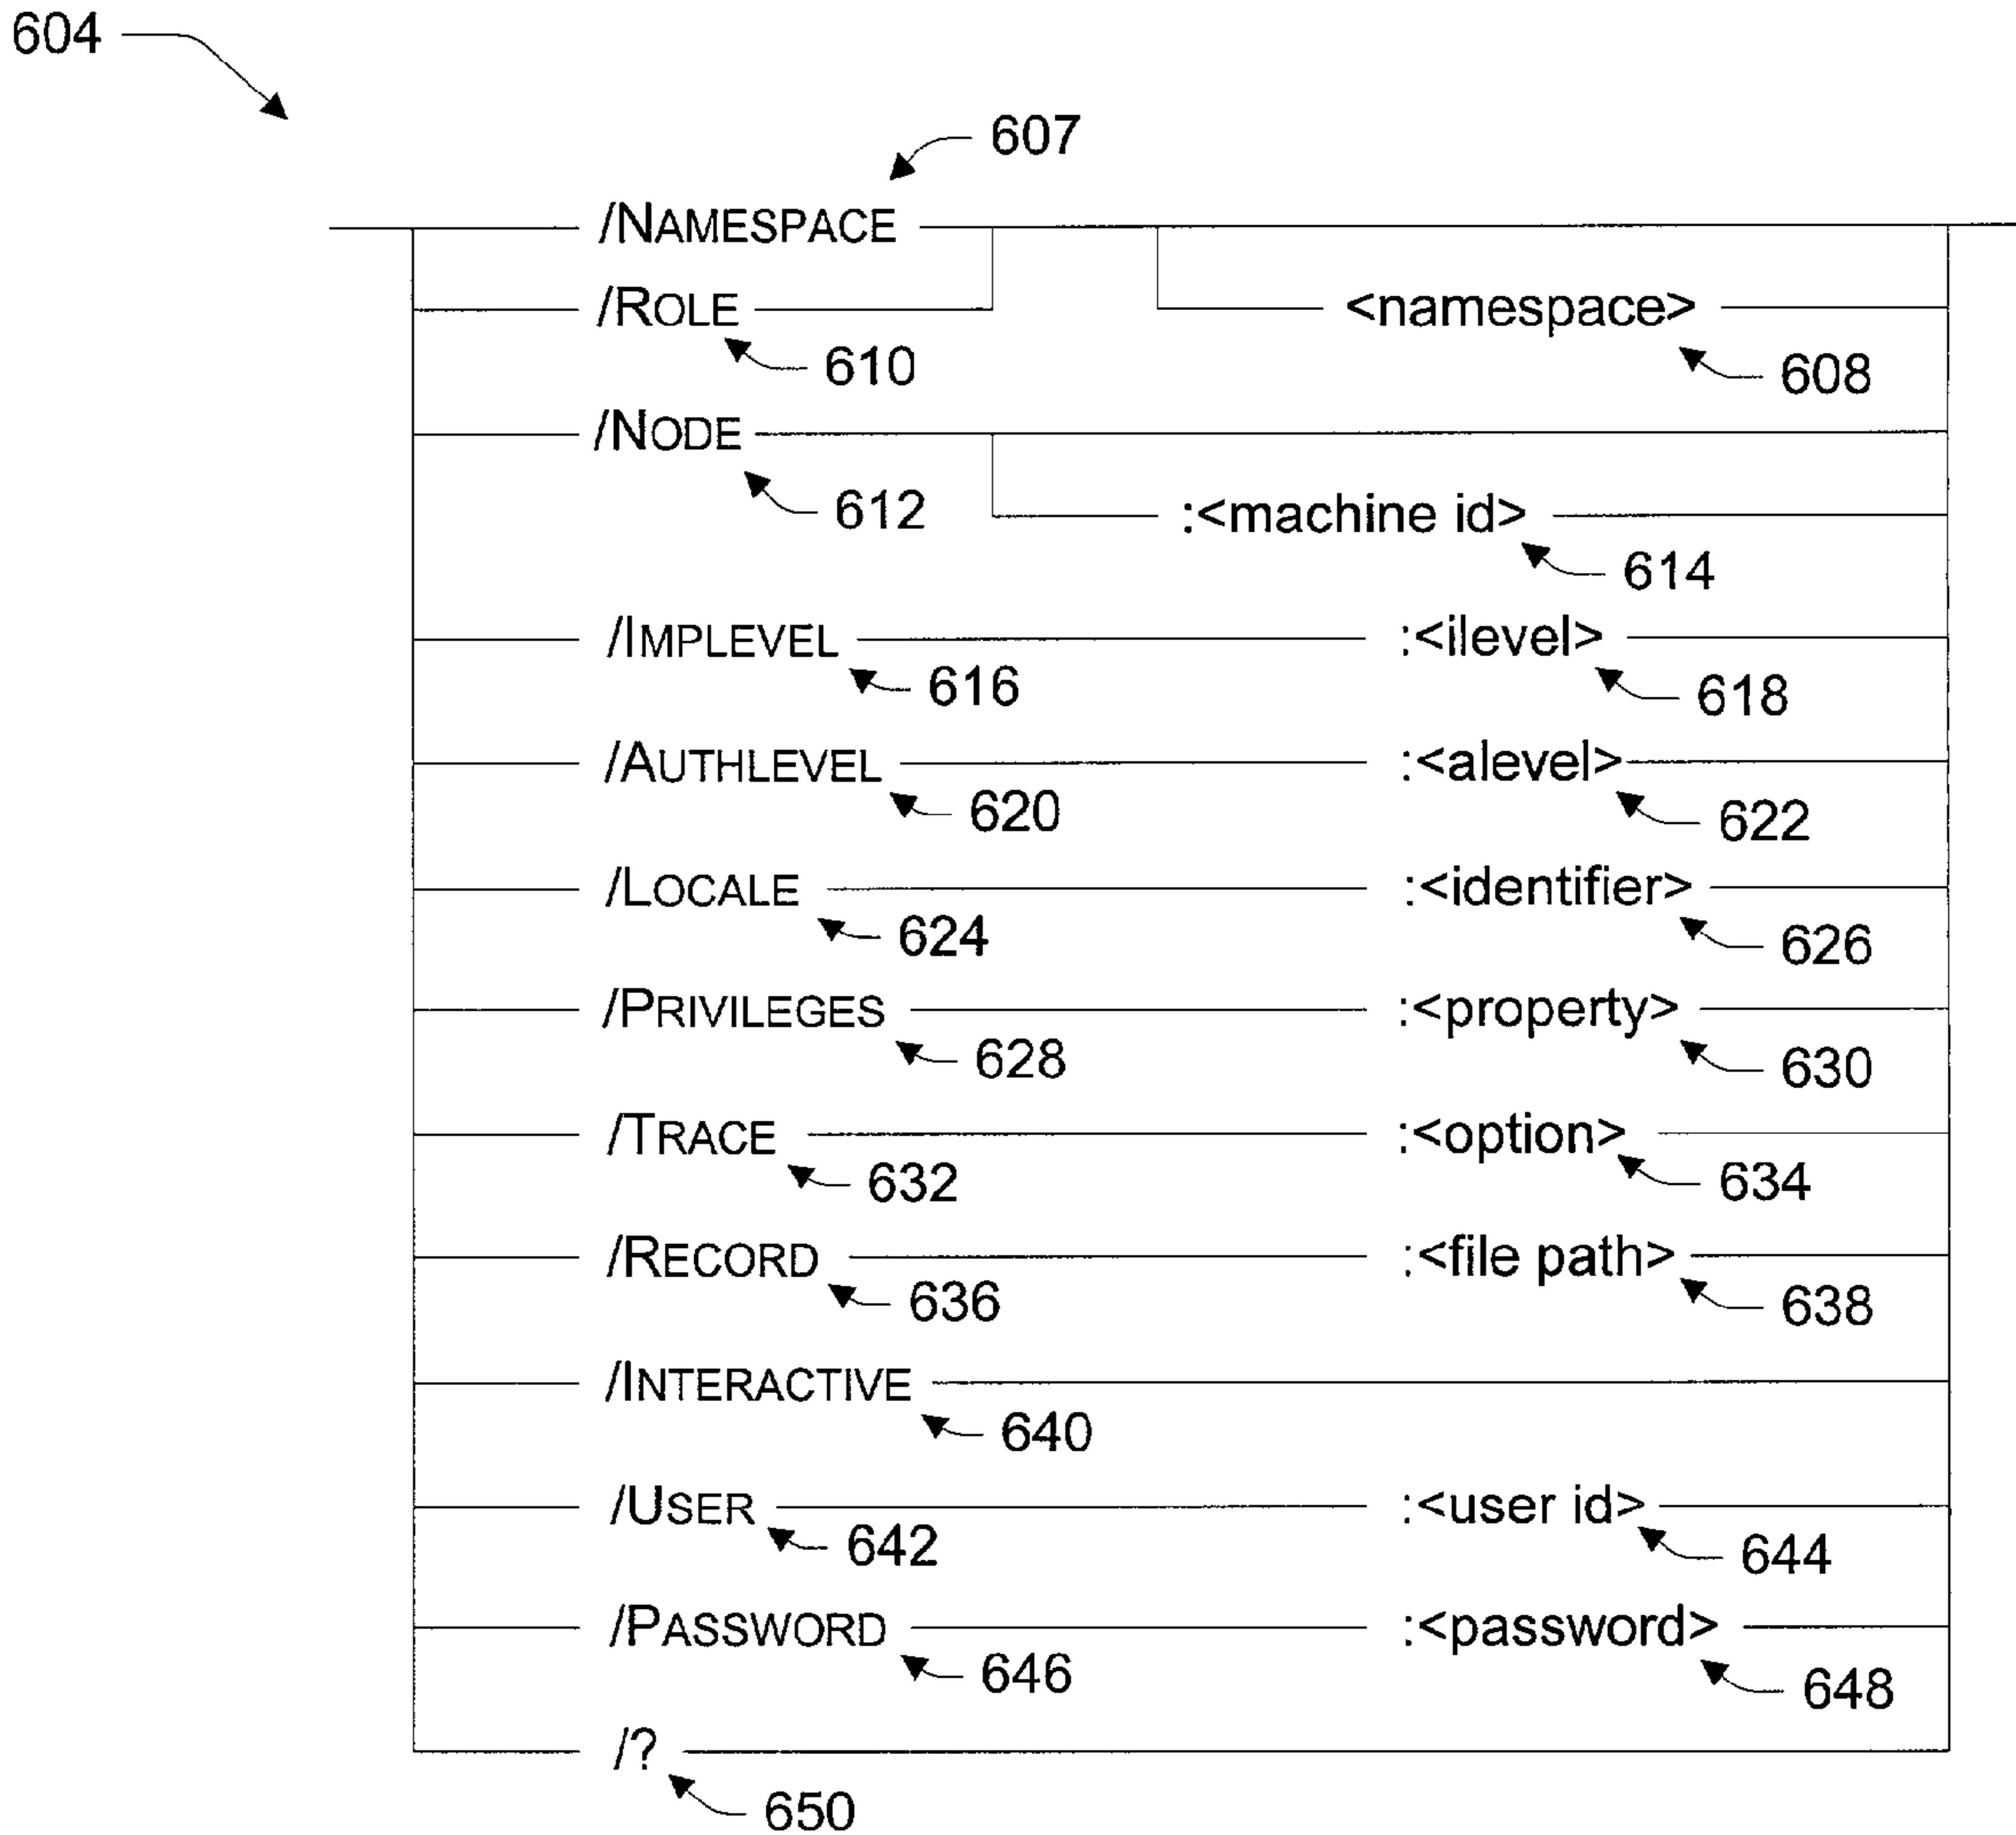 604
607
/NAMESPACE
/ROLE <namespace>
610 608
/NODE
612 :<machine id>
614
/IMPLEVEL :<ilevel>
616 618
/AUTHLEVEL :<alevel>
620 622
/LOCALE :<identifier>
624 626
/PRIVILEGES :<property>
628 630
/TRACE :<option>
632 634
/RECORD :<file path>
636 638
/INTERACTIVE
640
/USER :<user id>
642 644
/PASSWORD :<password>
646 648
/?
650